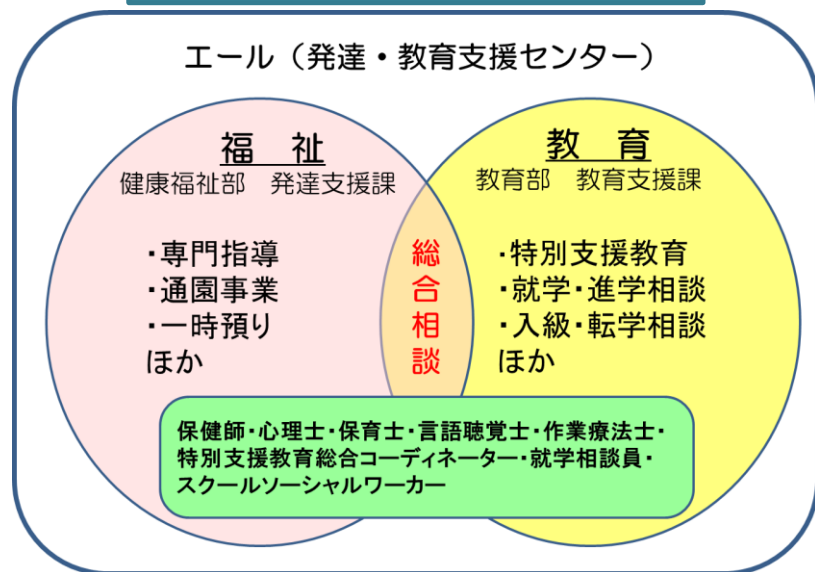 エール（発達・教育支援センター）
福　祉
健康福祉部　発達支援課
・専門指導
・通園事業
・一時預り
ほか
総
合
相
談
教　育
教育部　教育支援課
・特別支援教育
・就学・進学相談
・入級・転学相談
ほか
保健師・心理士・保育士・言語聴覚士・作業療法士・
特別支援教育総合コーディネーター・就学相談員・
スクールソーシャルワーカー